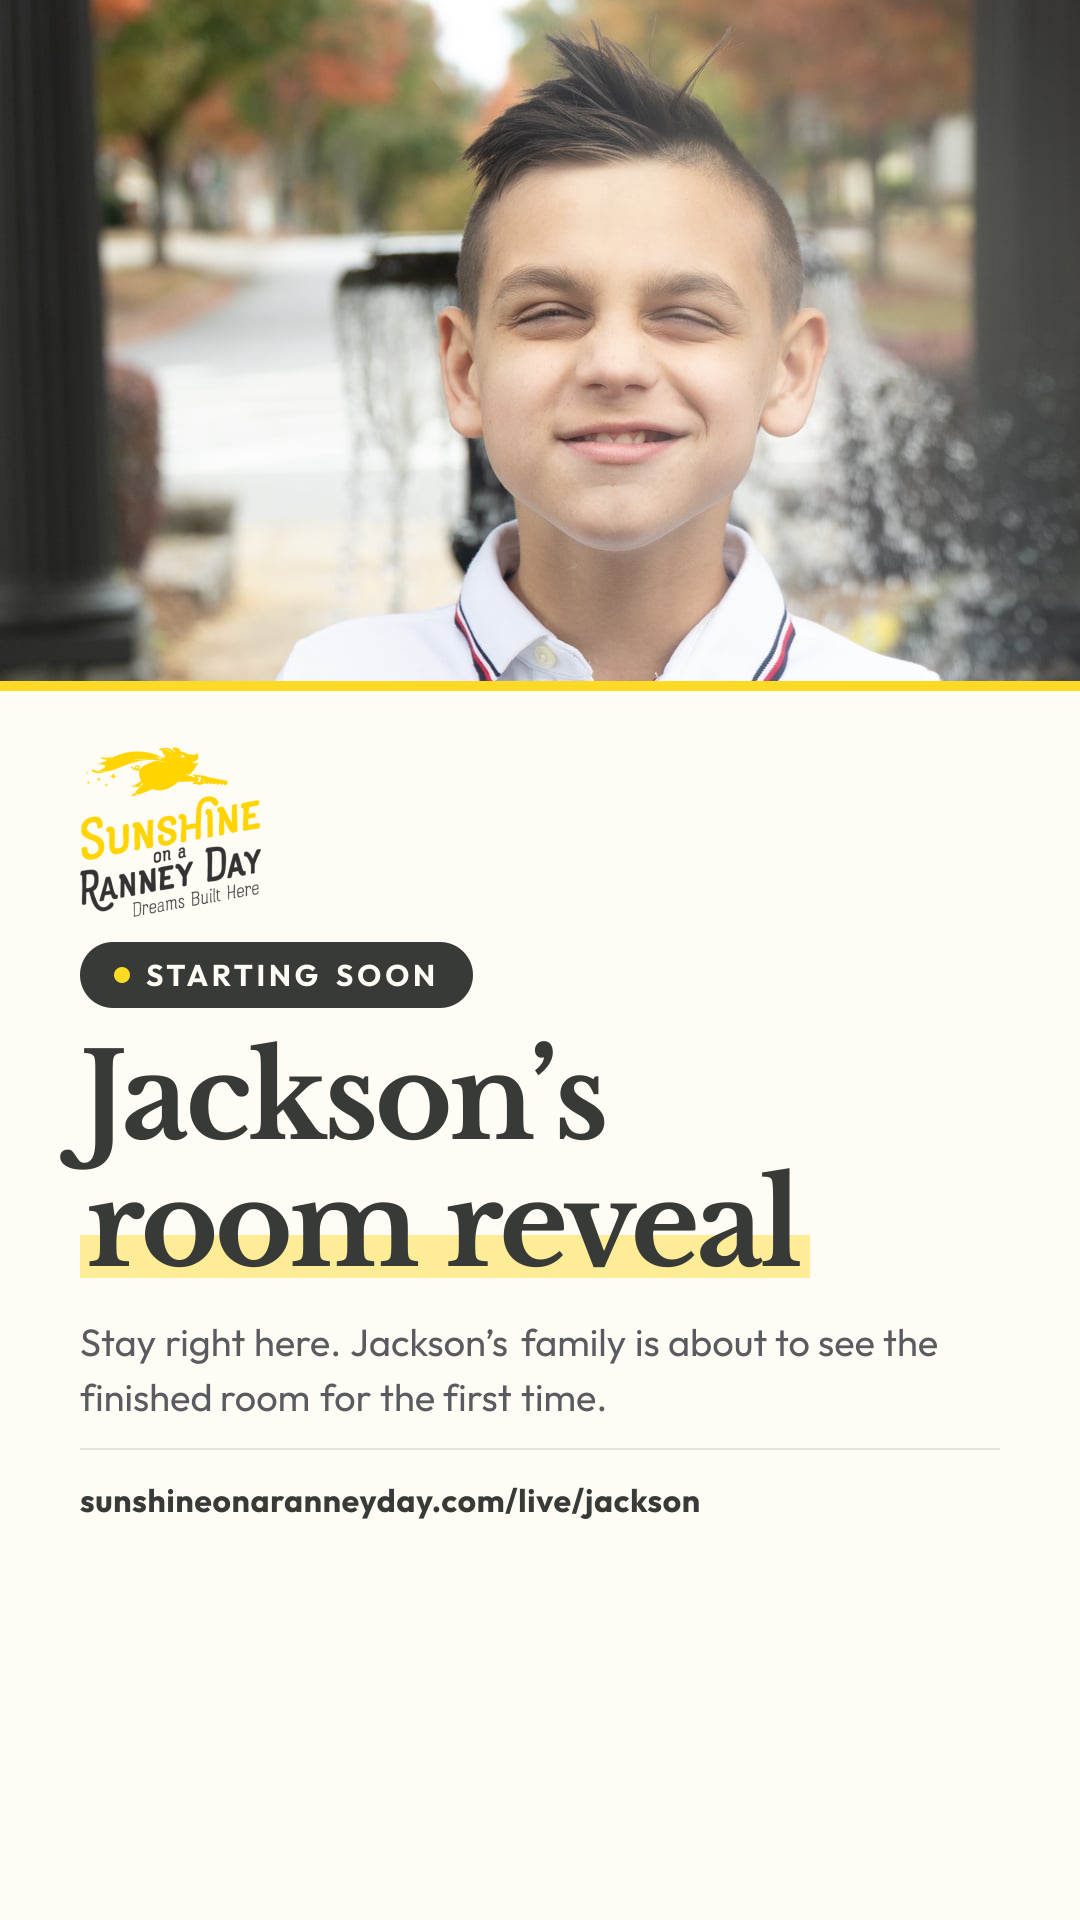 SUNSHINE
on a
RANNEY DAY
Dreams Built Here
STARTING SOON
Jackson’s
room reveal
Stay right here. Jackson’s family is about to see the
finished room for the first time.
sunshineonaranneyday.com/live/jackson